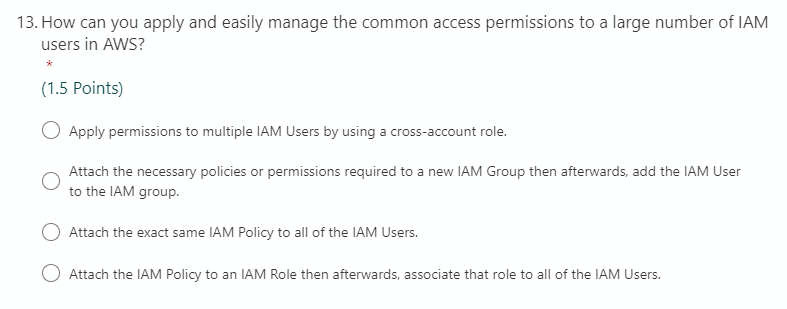 13. How can you apply and easily manage the common access permissions to a large number of IAM
users in AWS?
*
(1.5 Points)
Apply permissions to multiple IAM Users by using a cross-account role.
Attach the necessary policies or permissions required to a new IAM Group then afterwards, add the IAM User
to the IAM group.
Attach the exact same IAM Policy to all of the IAM Users.
Attach the IAM Policy to an IAM Role then afterwards, associate that role to all of the IAM Users.